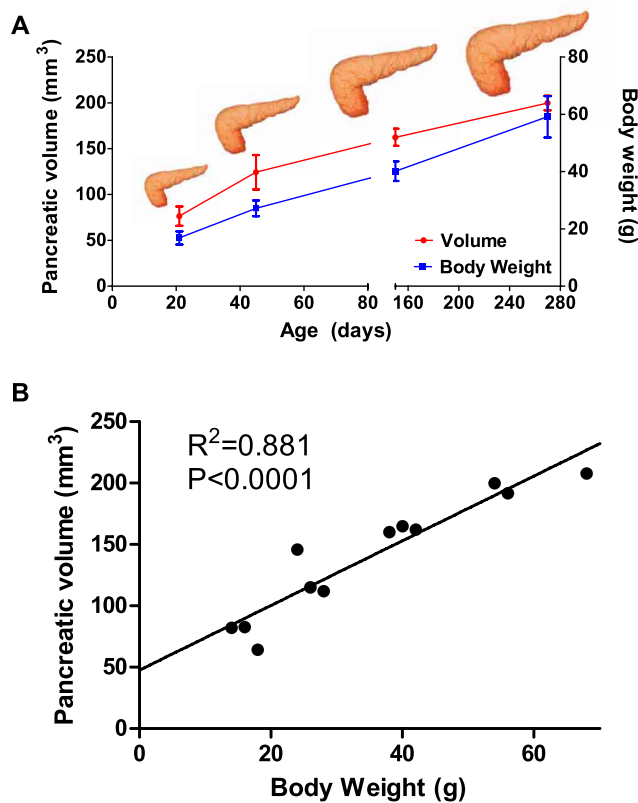 A
Pancreatic volume (mm³)
250
200
150
100
50
0
80
60
40
20
0
Body weight (g)
Volume
Body Weight
0 20 40 60 80 160 200 240 280
Age (days)
B
Pancreatic volume (mm³)
250
200
150
100
50
0
R²=0.881
P<0.0001
0 20 40 60
Body Weight (g)